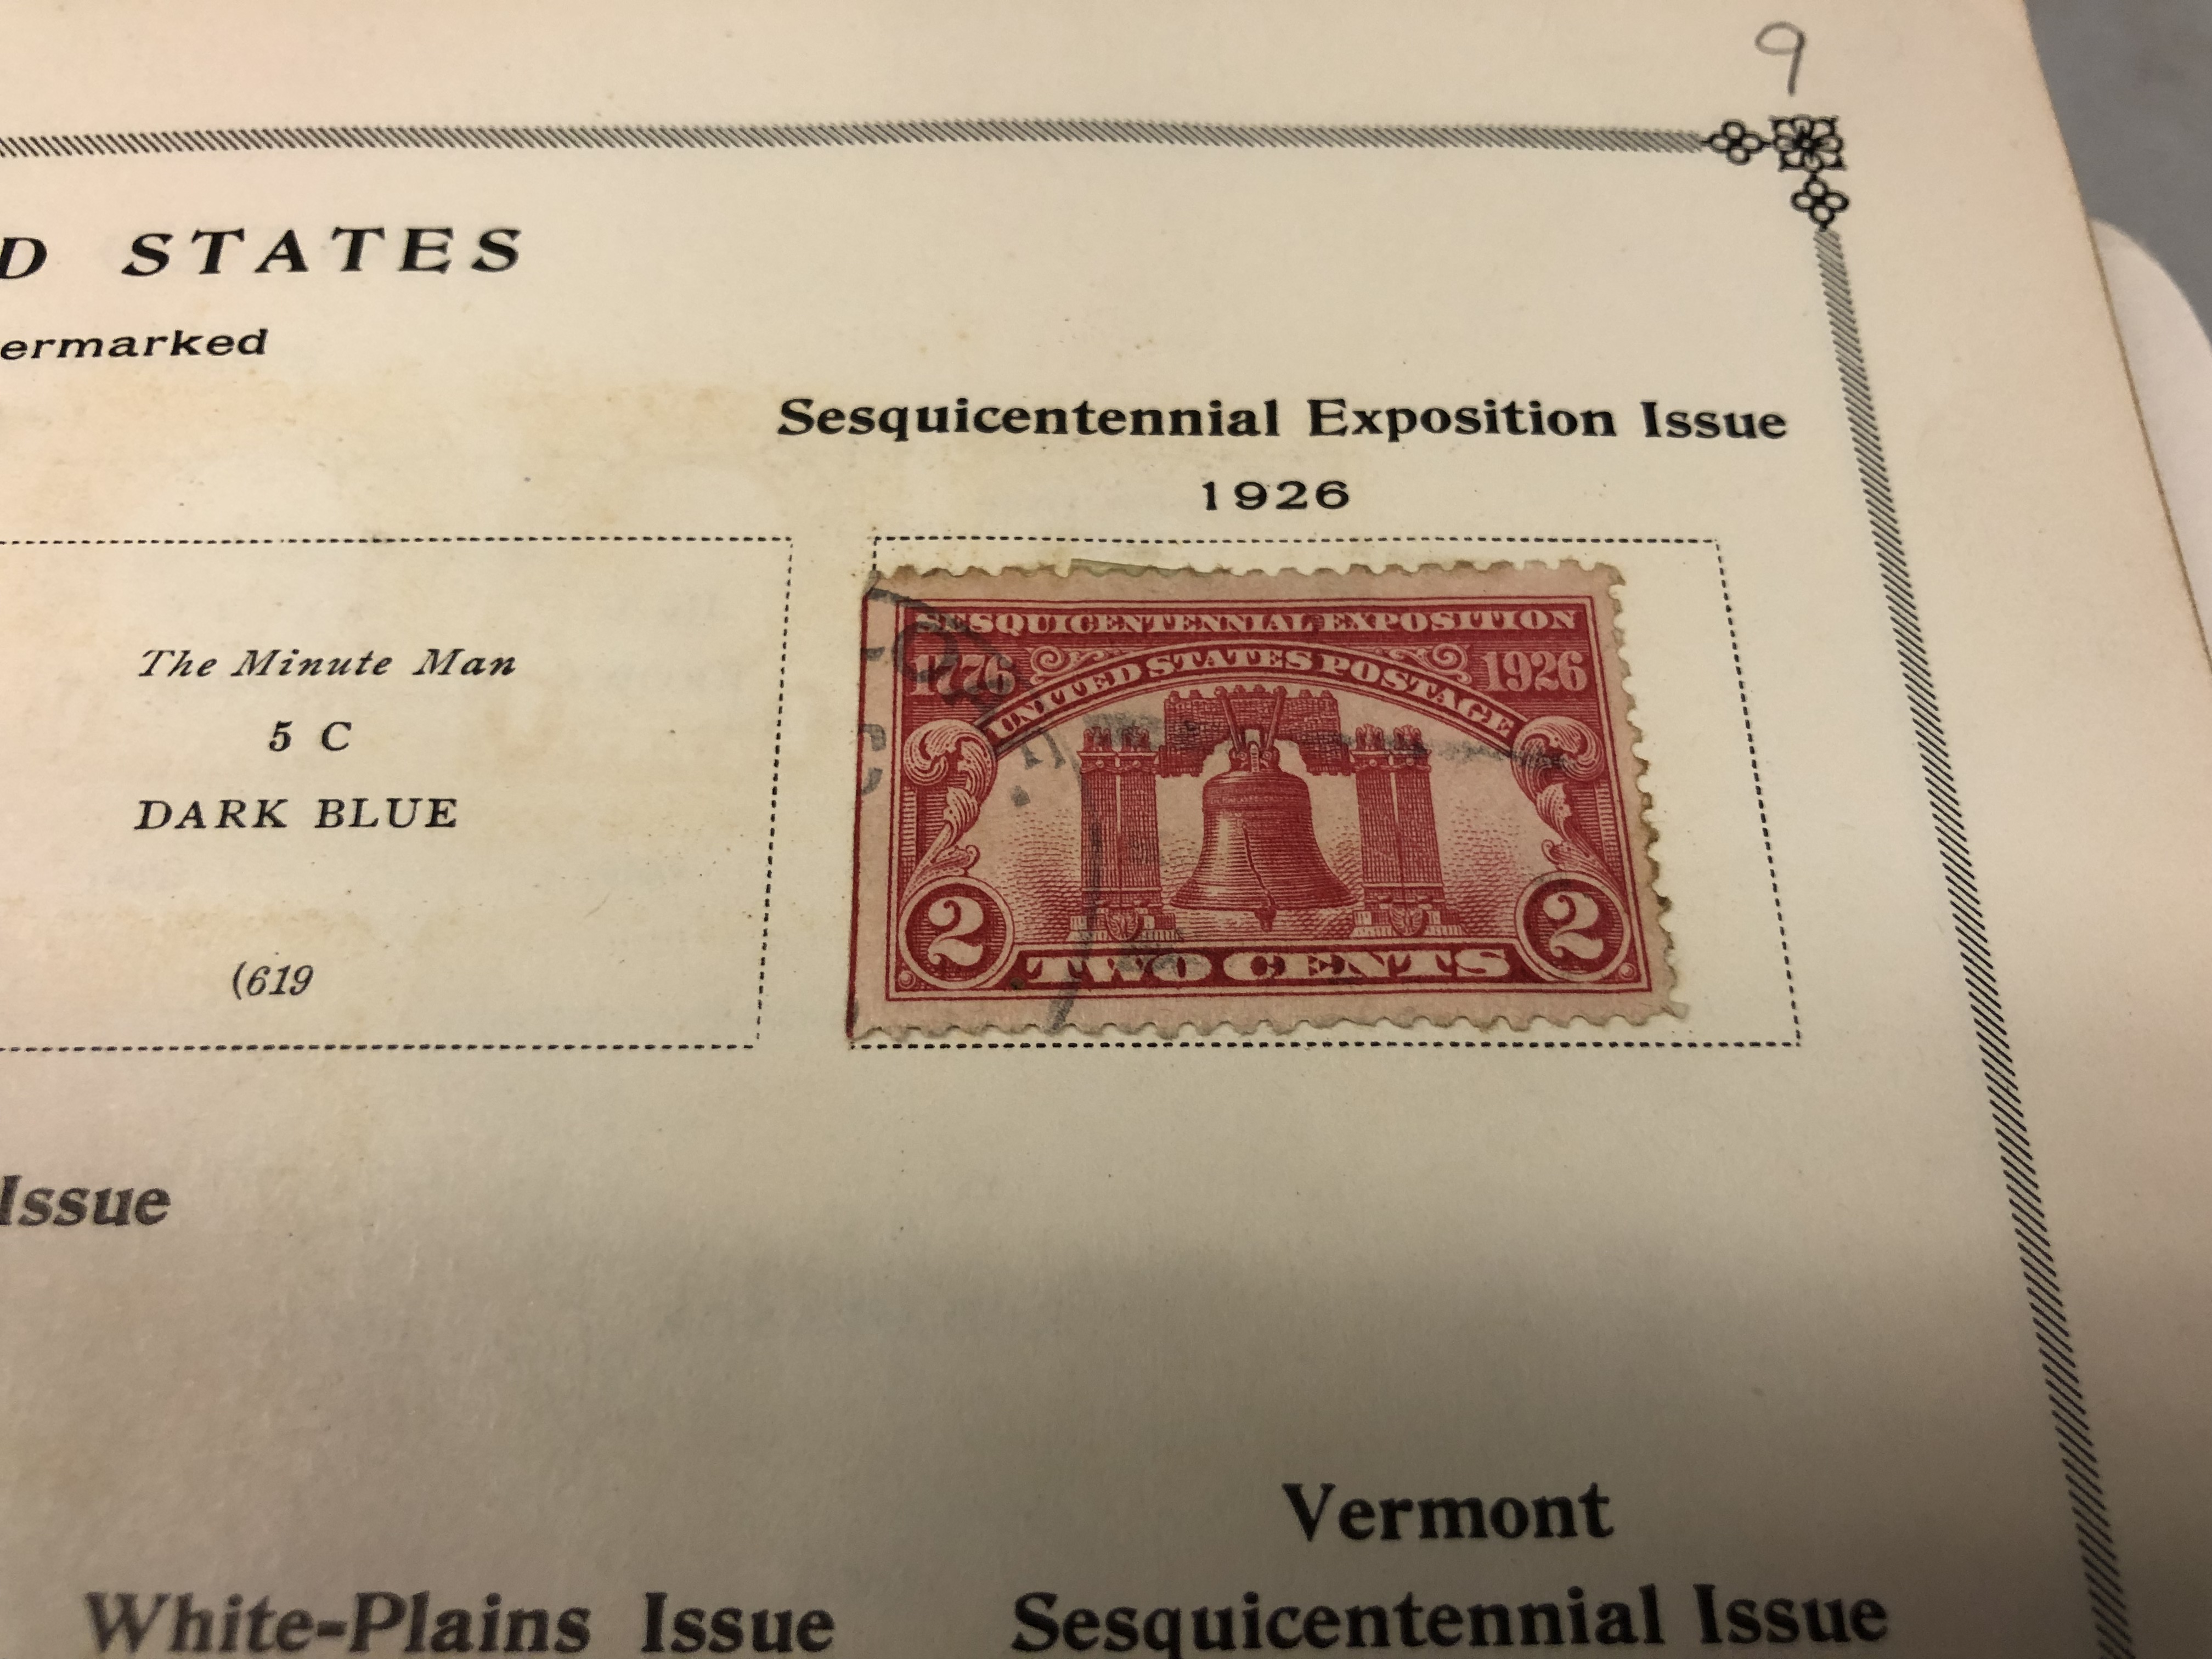 9
D STATES
ermarked
Sesquicentennial Exposition Issue
1926
The Minute Man
5 C
DARK BLUE
(619
SESQUICENTENNIAL EXPOSITION
1776 UNITED STATES POSTAGE 1926
2 TWO CENTS 2
Issue
White-Plains Issue
Vermont
Sesquicentennial Issue